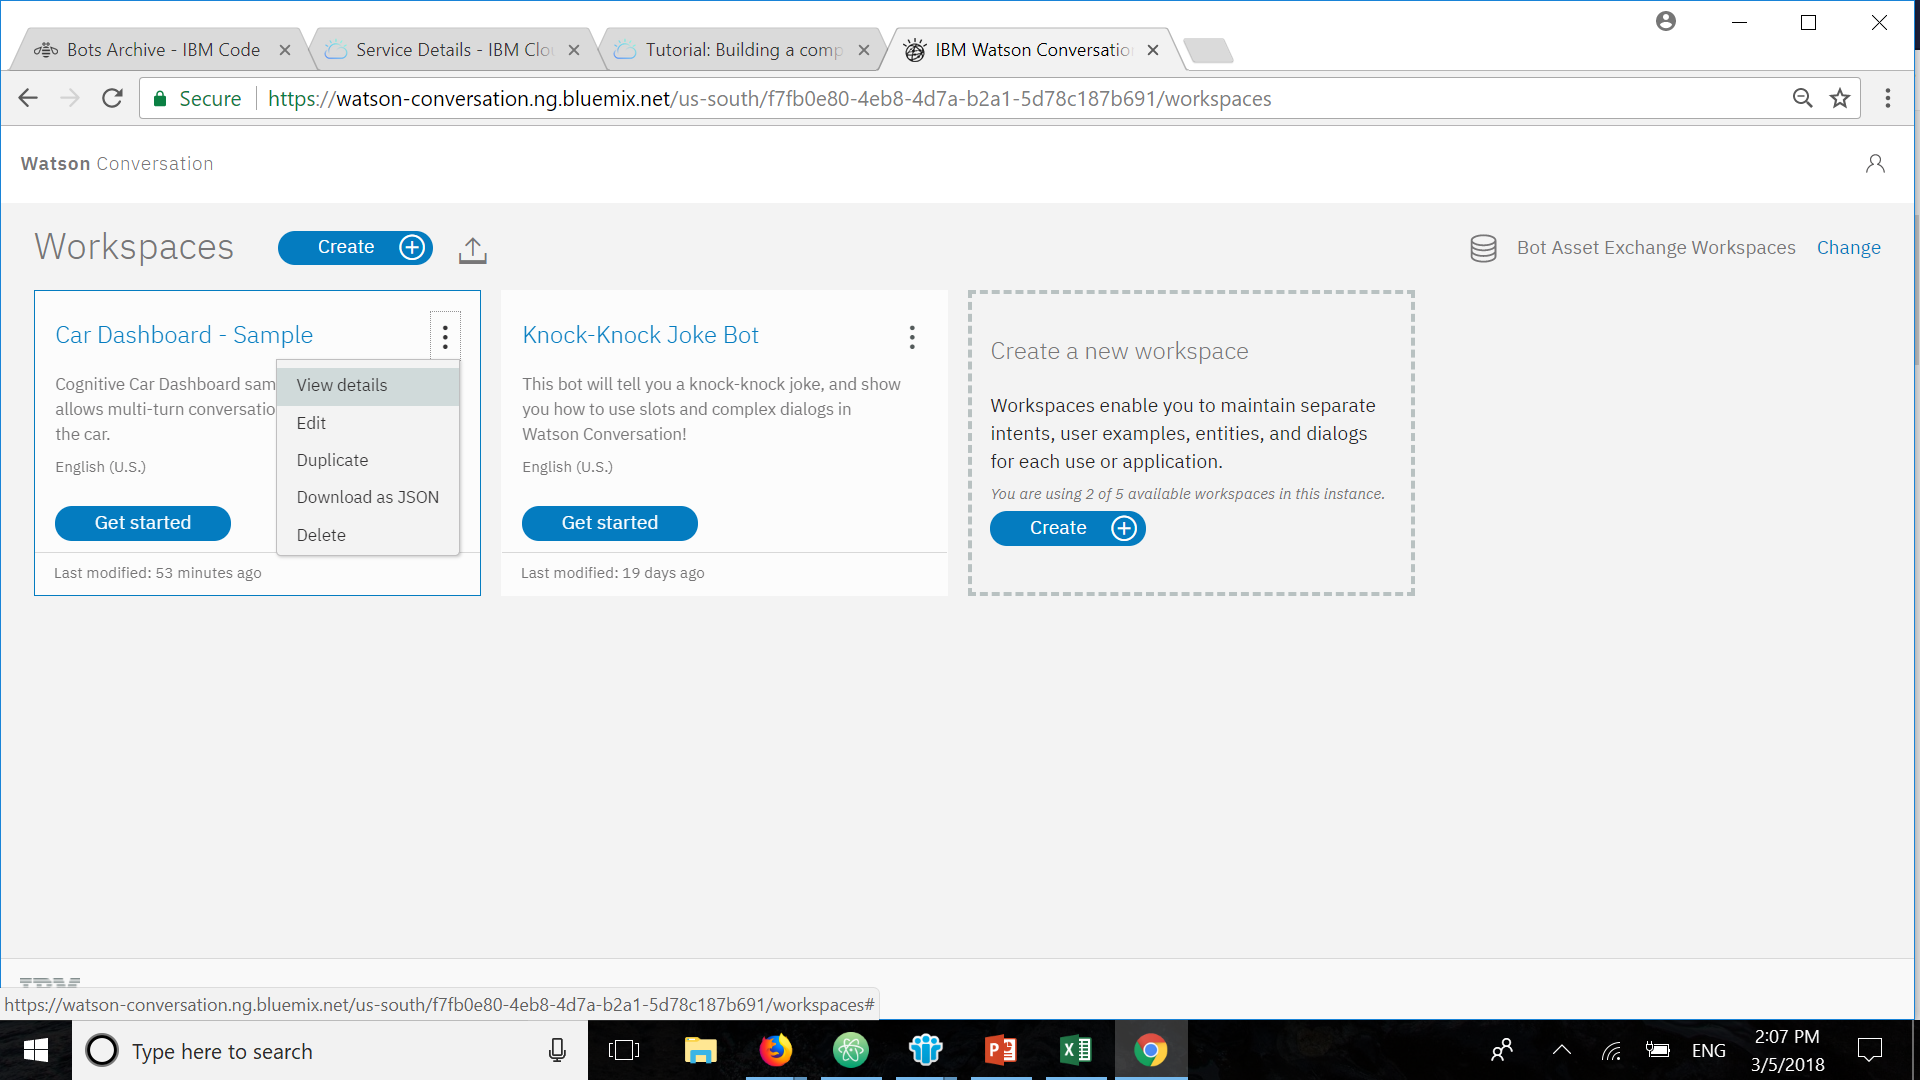 Bots Archive - IBM Code
Service Details - IBM Clo
Tutorial: Building a comp
IBM Watson Conversatio
Secure
https://watson-conversation.ng.bluemix.net/us-south/f7fb0e80-4eb8-4d7a-b2a1-5d78c187b691/workspaces
Watson Conversation
Workspaces
Create
Bot Asset Exchange Workspaces
Change
Car Dashboard - Sample
Cognitive Car Dashboard sam
allows multi-turn conversatio
the car.
English (U.S.)
Get started
Last modified: 53 minutes ago
View details
Edit
Duplicate
Download as JSON
Delete
Knock-Knock Joke Bot
This bot will tell you a knock-knock joke, and show
you how to use slots and complex dialogs in
Watson Conversation!
English (U.S.)
Get started
Last modified: 19 days ago
Create a new workspace
Workspaces enable you to maintain separate
intents, user examples, entities, and dialogs
for each use or application.
You are using 2 of 5 available workspaces in this instance.
Create
IBM
https://watson-conversation.ng.bluemix.net/us-south/f7fb0e80-4eb8-4d7a-b2a1-5d78c187b691/workspaces#
Type here to search
ENG
2:07 PM
3/5/2018